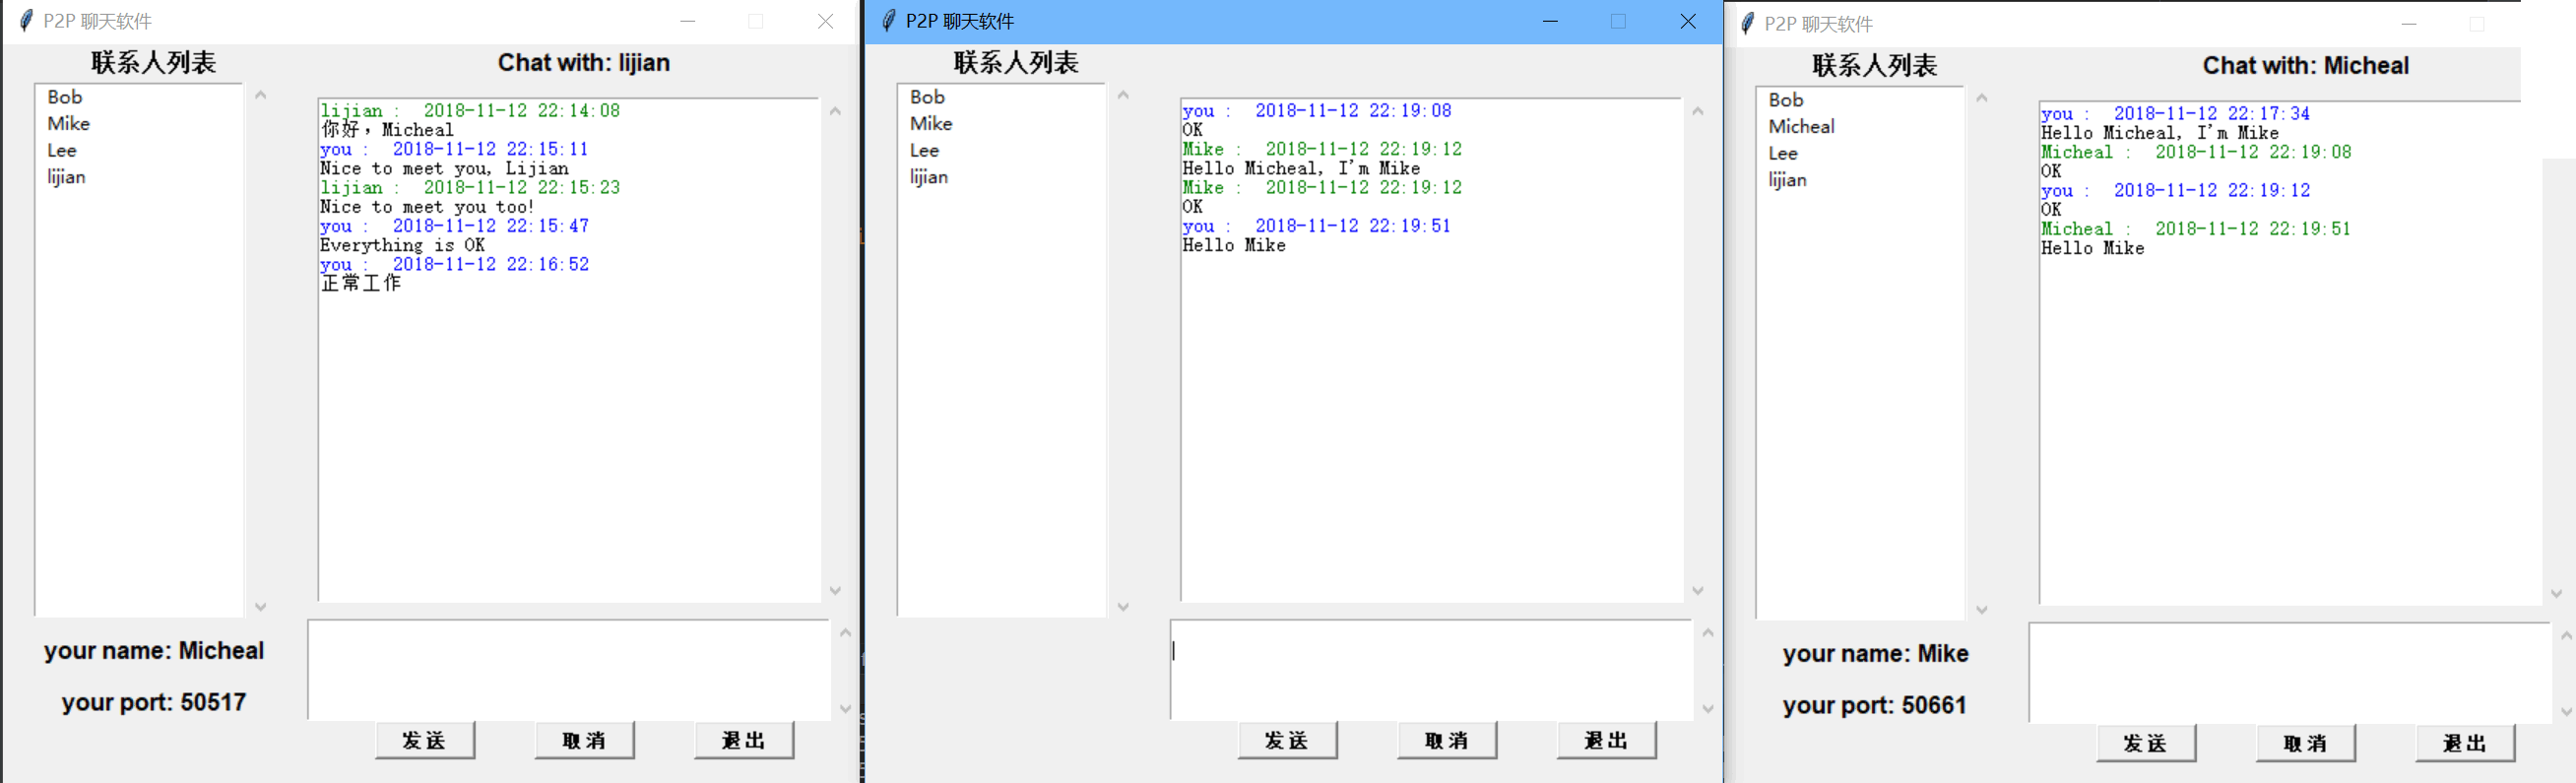 P2P 聊天软件
联系人列表
Chat with: lijian
Bob
Mike
Lee
lijian
lijian :  2018-11-12 22:14:08
你好，Micheal
you :  2018-11-12 22:15:11
Nice to meet you, Lijian
lijian :  2018-11-12 22:15:23
Nice to meet you too!
you :  2018-11-12 22:15:47
Everything is OK
you :  2018-11-12 22:16:52
正常工作
your name: Micheal
your port: 50517
发送
取消
退出
P2P 聊天软件
联系人列表
Bob
Mike
Lee
lijian
you :  2018-11-12 22:19:08
OK
Mike :  2018-11-12 22:19:12
Hello Micheal, I'm Mike
Mike :  2018-11-12 22:19:12
OK
you :  2018-11-12 22:19:51
Hello Mike
发送
取消
退出
P2P 聊天软件
联系人列表
Chat with: Micheal
Bob
Micheal
Lee
lijian
you :  2018-11-12 22:17:34
Hello Micheal, I'm Mike
Micheal :  2018-11-12 22:19:08
OK
you :  2018-11-12 22:19:12
OK
Micheal :  2018-11-12 22:19:51
Hello Mike
your name: Mike
your port: 50661
发送
取消
退出